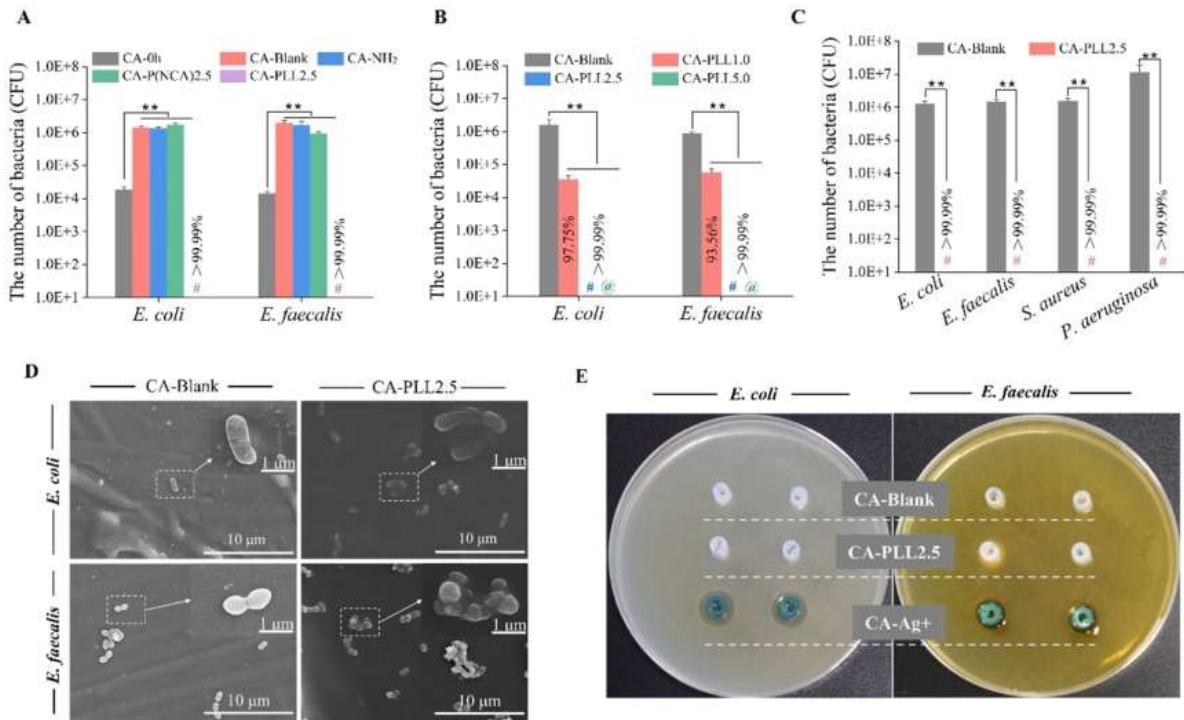 A
The number of bacteria (CFU)
CA-0h CA-Blank CA-NH₂
CA-P(NCA)2.5 CA-PLL2.5
1.0E+8
1.0E+7
1.0E+6
1.0E+5
1.0E+4
1.0E+3
1.0E+2
1.0E+1
** **
>99.99% >99.99%
# #
E. coli E. faecalis
B
The number of bacteria (CFU)
CA-Blank CA-PLL1.0
CA-PLL2.5 CA-PLL5.0
1.0E+8
1.0E+7
1.0E+6
1.0E+5
1.0E+4
1.0E+3
1.0E+2
1.0E+1
** **
97.75% >99.99% 93.56% >99.99%
# @ # @
E. coli E. faecalis
C
The number of bacteria (CFU)
CA-Blank CA-PLL2.5
1.0E+8
1.0E+7
1.0E+6
1.0E+5
1.0E+4
1.0E+3
1.0E+2
1.0E+1
** ** ** **
>99.99% >99.99% >99.99% >99.99%
# # # #
E. coli E. faecalis S. aureus P. aeruginosa
D
CA-Blank CA-PLL2.5
E. coli
1 μm 1 μm
10 μm 10 μm
E. faecalis
1 μm 1 μm
10 μm 10 μm
E
E. coli E. faecalis
CA-Blank
CA-PLL2.5
CA-Ag+